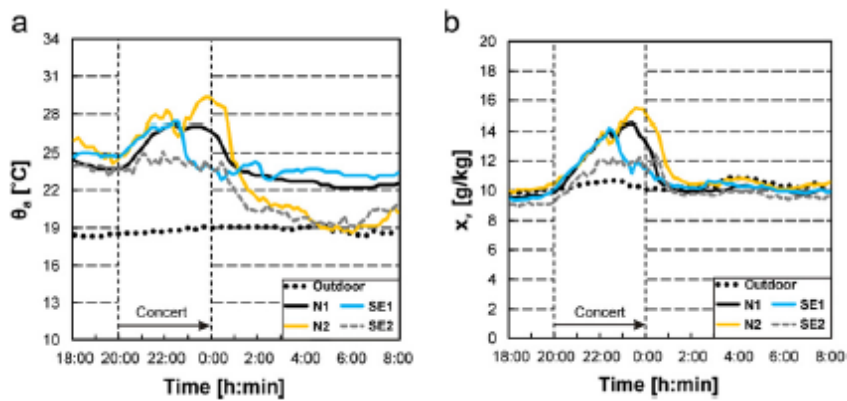 a
34
31
28
25
22
19
16
13
10
θa [°C]
Concert
Outdoor
N1 SE1
N2 SE2
18:00 20:00 22:00 0:00 2:00 4:00 6:00 8:00
Time [h:min]
b
20
18
16
14
12
10
8
6
4
2
0
x, [g/kg]
Concert
Outdoor
N1 SE1
N2 SE2
18:00 20:00 22:00 0:00 2:00 4:00 6:00 8:00
Time [h:min]